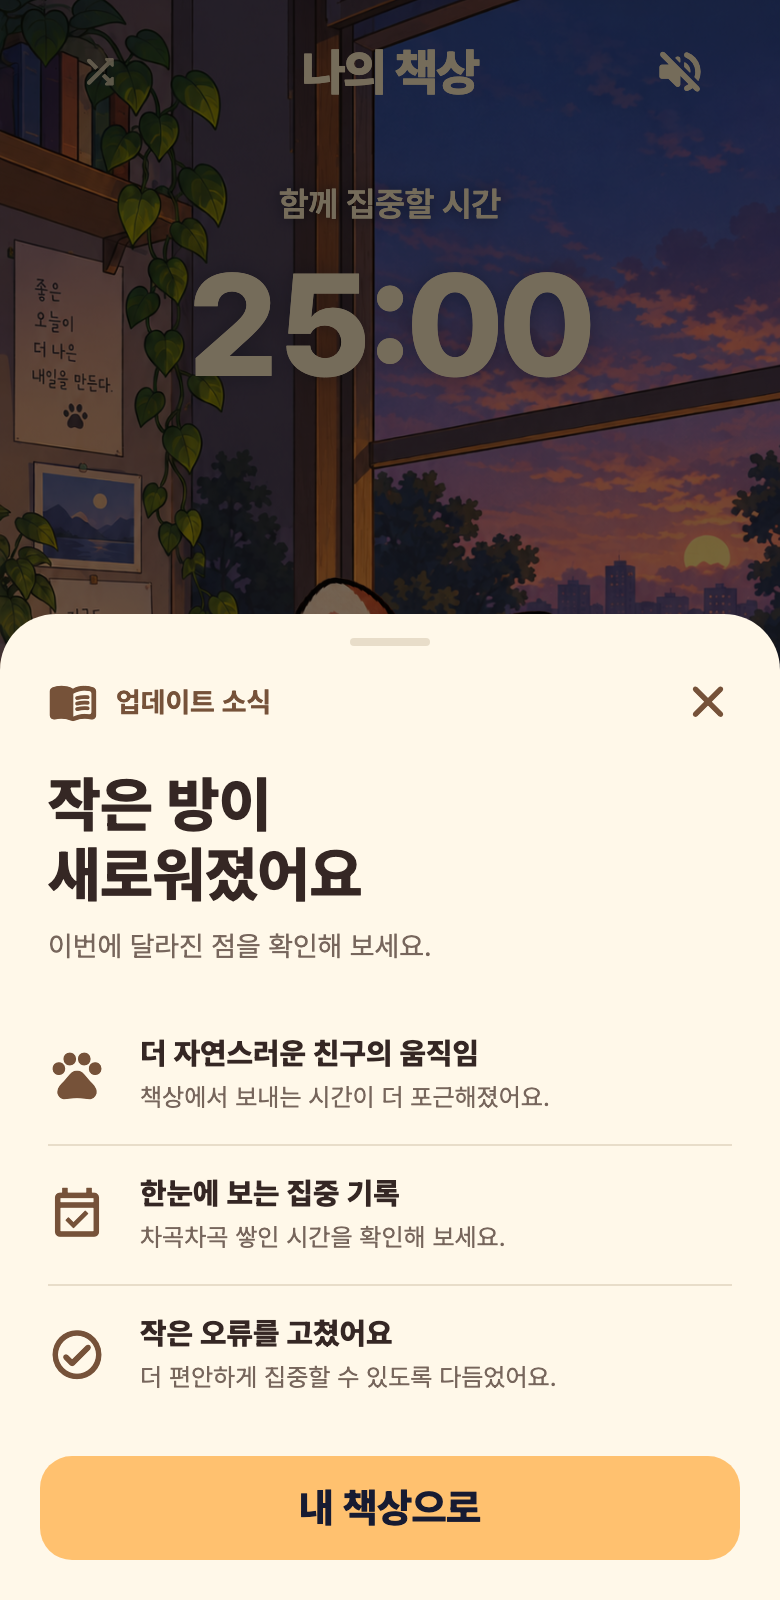 나의 책상
함께 집중할 시간
25:00
좋은
오늘이
더 나은
내일을 만든다.
업데이트 소식
작은 방이
새로워졌어요
이번에 달라진 점을 확인해 보세요.
더 자연스러운 친구의 움직임
책상에서 보내는 시간이 더 포근해졌어요.
한눈에 보는 집중 기록
차곡차곡 쌓인 시간을 확인해 보세요.
작은 오류를 고쳤어요
더 편안하게 집중할 수 있도록 다듬었어요.
내 책상으로